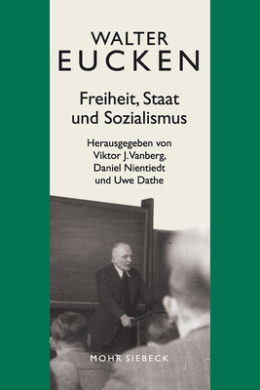 WALTER
EUCKEN
Freiheit, Staat
und Sozialismus
Herausgegeben von
Viktor J. Vanberg,
Daniel Nientiedt
und Uwe Dathe
MOHR SIEBECK